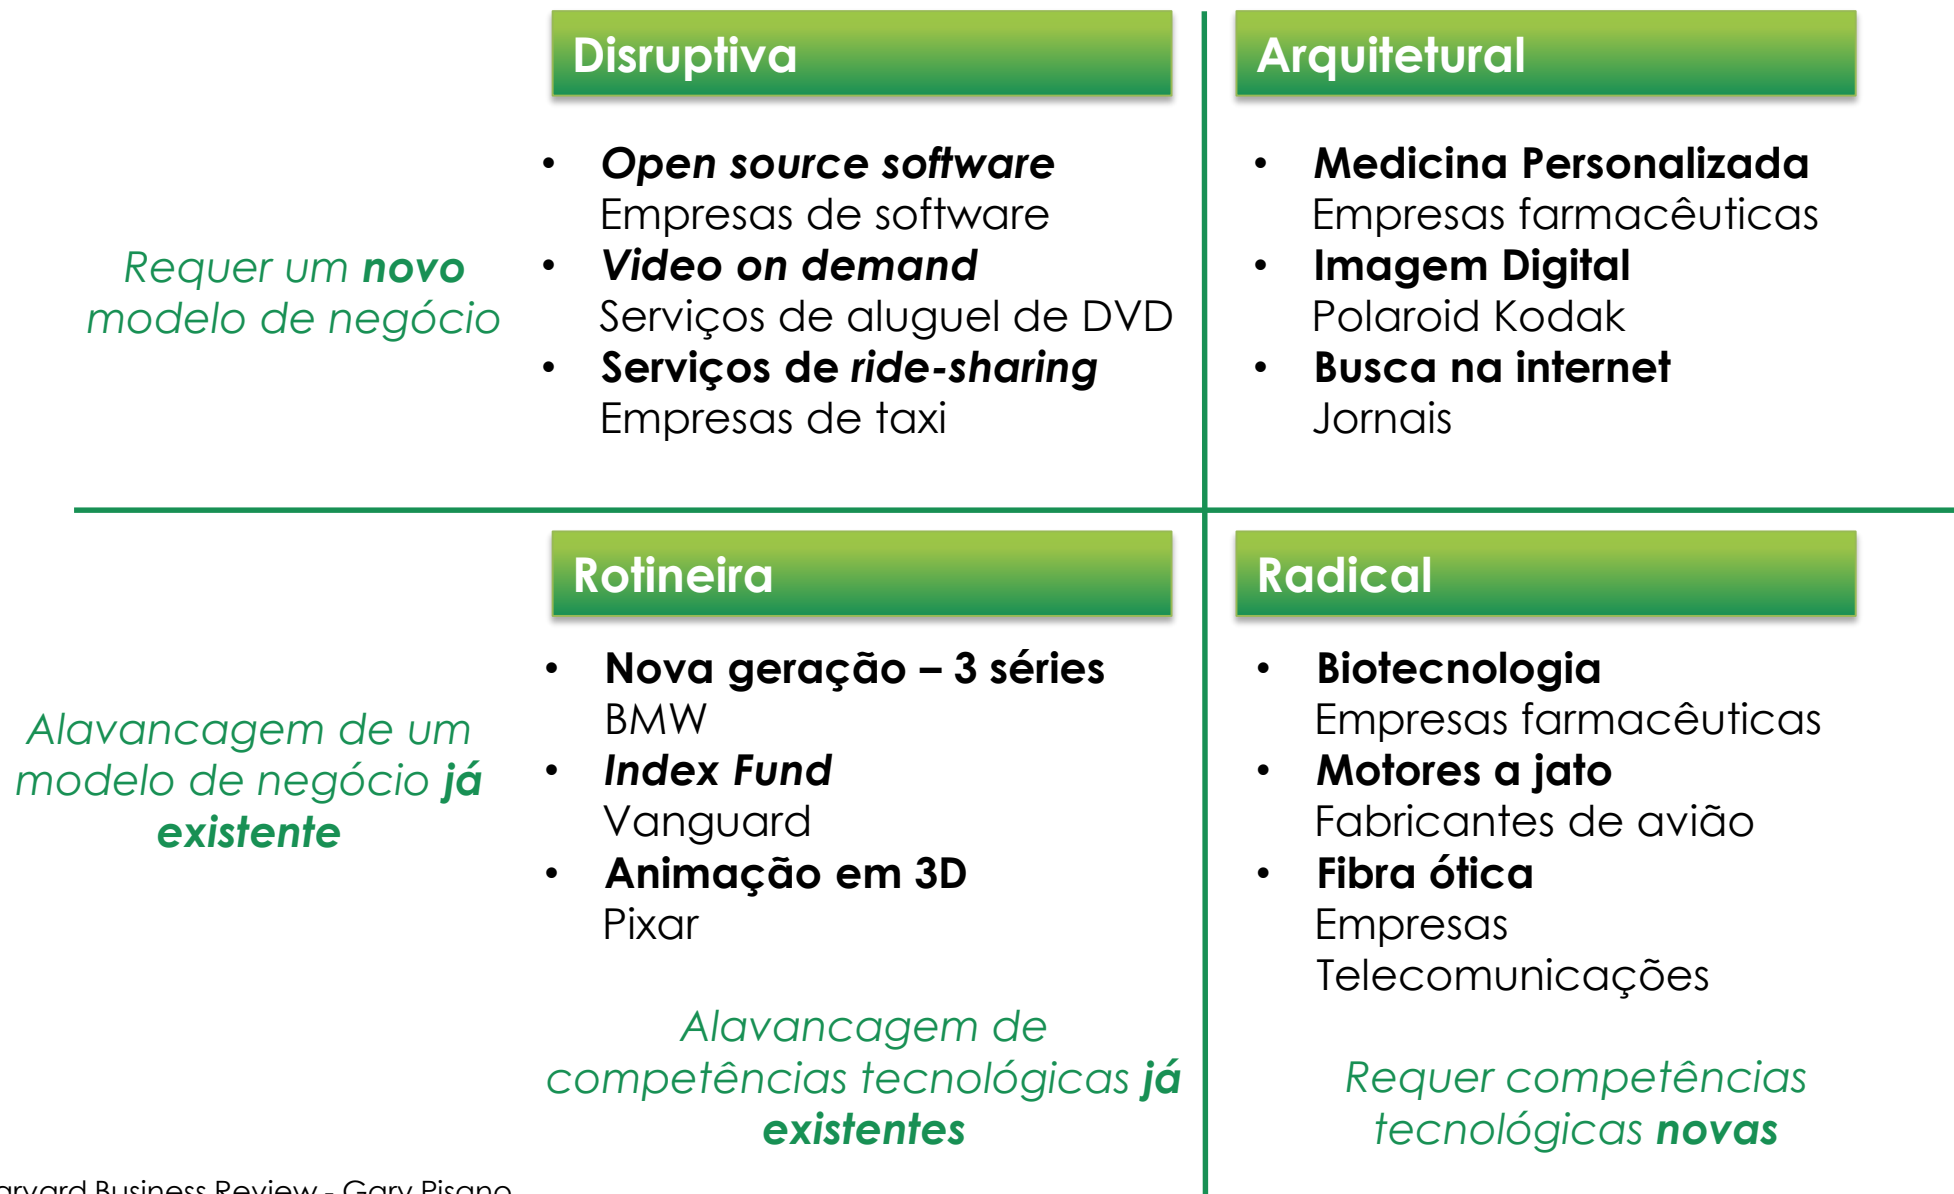 Disruptiva
Arquitetural
Requer um novo
modelo de negócio
• Open source software
Empresas de software
• Video on demand
Serviços de aluguel de DVD
• Serviços de ride-sharing
Empresas de taxi
• Medicina Personalizada
Empresas farmacêuticas
• Imagem Digital
Polaroid Kodak
• Busca na internet
Jornais
Rotineira
Radical
Alavancagem de um
modelo de negócio já
existente
• Nova geração – 3 séries
BMW
• Index Fund
Vanguard
• Animação em 3D
Pixar
• Biotecnologia
Empresas farmacêuticas
• Motores a jato
Fabricantes de avião
• Fibra ótica
Empresas
Telecomunicações
Alavancagem de
competências tecnológicas já
existentes
Requer competências
tecnológicas novas
arvard Business Review - Gary Pisano